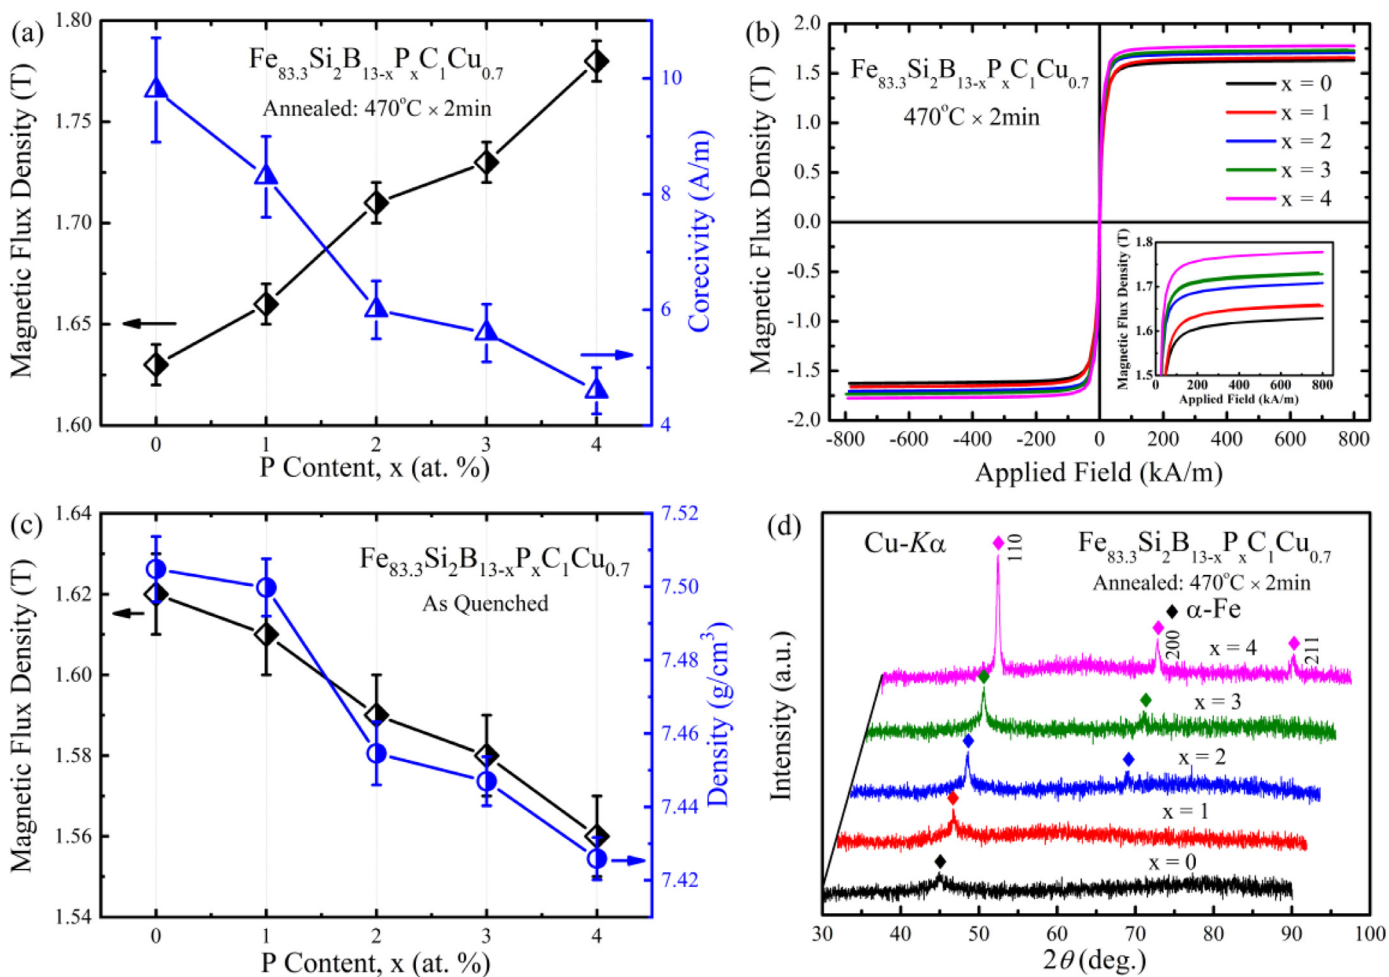 (a)
Fe83.3Si2B13-xPxC1Cu0.7
Annealed: 470°C × 2min
Magnetic Flux Density (T)
1.80
1.75
1.70
1.65
1.60
10
8
6
4
Corecivity (A/m)
0 1 2 3 4
P Content, x (at. %)
(b)
Fe83.3Si2B13-xPxC1Cu0.7
470°C × 2min
Magnetic Flux Density (T)
2.0
1.5
1.0
0.5
0.0
-0.5
-1.0
-1.5
-2.0
x = 0
x = 1
x = 2
x = 3
x = 4
Magnetic Flux Density (T)
1.8
1.7
1.6
1.5
0 200 400 600 800
Applied Field (kA/m)
-800 -600 -400 -200 0 200 400 600 800
Applied Field (kA/m)
(c)
Fe83.3Si2B13-xPxC1Cu0.7
As Quenched
Magnetic Flux Density (T)
1.64
1.62
1.60
1.58
1.56
1.54
7.52
7.50
7.48
7.46
7.44
7.42
Density (g/cm3)
0 1 2 3 4
P Content, x (at. %)
(d)
Cu-Kα
Fe83.3Si2B13-xPxC1Cu0.7
Annealed: 470°C × 2min
α-Fe
110
200
211
x = 4
x = 3
x = 2
x = 1
x = 0
Intensity (a.u.)
30 40 50 60 70 80 90 100
2θ (deg.)